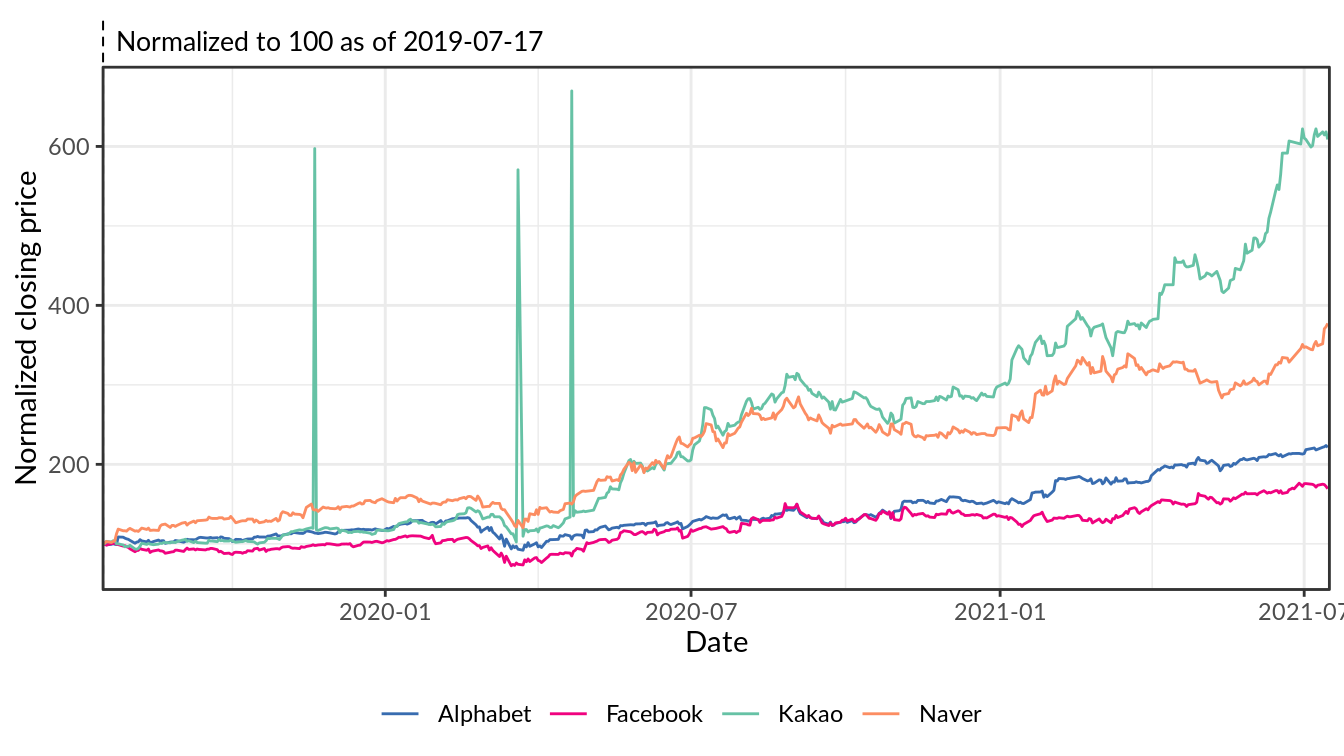 Normalized to 100 as of 2019-07-17
Normalized closing price
600
400
200
2020-01 2020-07 2021-01 2021-07
Date
Alphabet Facebook Kakao Naver